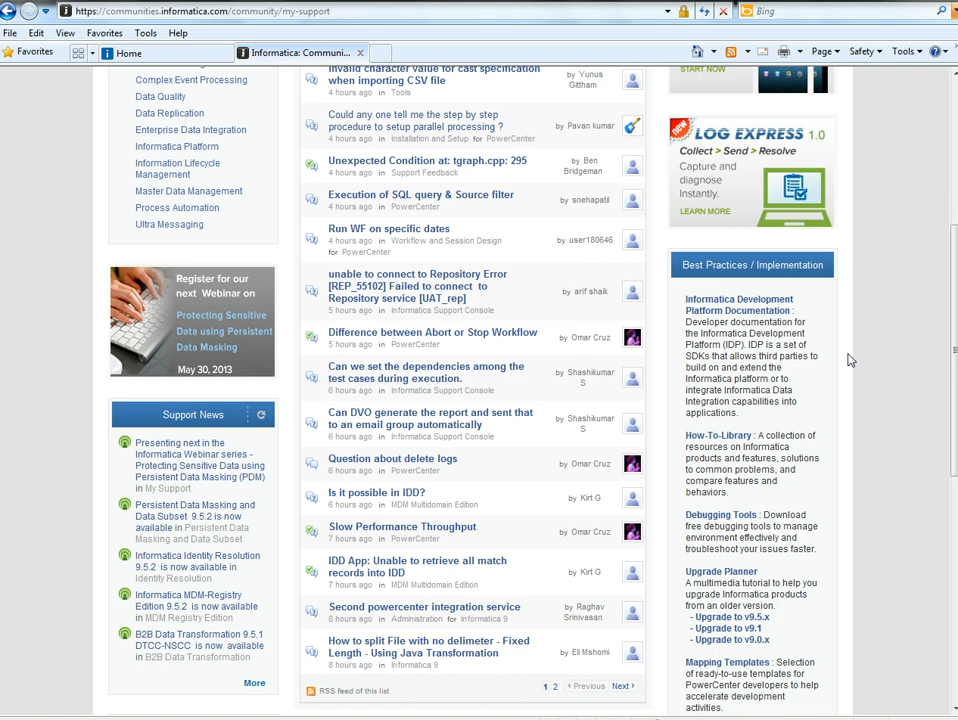 https://communities.informatica.com/community/my-support
Bing
File Edit View Favorites Tools Help
Favorites
Home
Informatica: Communi...
Page Safety Tools
Complex Event Processing
Data Quality
Data Replication
Enterprise Data Integration
Informatica Platform
Information Lifecycle
Management
Master Data Management
Process Automation
Ultra Messaging
Register for our
next Webinar on
Protecting Sensitive
Data using Persistent
Data Masking
May 30, 2013
Support News
Presenting next in the
Informatica Webinar series -
Protecting Sensitive Data using
Persistent Data Masking (PDM)
in My Support
Persistent Data Masking and
Data Subset 9.5.2 is now
available in Persistent Data
Masking and Data Subset
Informatica Identity Resolution
9.5.2 is now available in
Identity Resolution
Informatica MDM-Registry
Edition 9.5.2 is now available
in MDM Registry Edition
B2B Data Transformation 9.5.1
DTCC-NSCC is now available
in B2B Data Transformation
More
Invalid character value for cast specification
when importing CSV file
4 hours ago in Tools
by Yunus
Gittham
Could any one tell me the step by step
procedure to setup parallel processing ?
4 hours ago in Installation and Setup for PowerCenter
by Pavan kumar
Unexpected Condition at: tgraph.cpp: 295
4 hours ago in Support Feedback
by Ben
Bridgeman
Execution of SQL query & Source filter
4 hours ago in PowerCenter
by snehapatil
Run WF on specific dates
4 hours ago in Workflow and Session Design
for PowerCenter
by user180646
unable to connect to Repository Error
[REP_55102] Failed to connect to
Repository service [UAT_rep]
5 hours ago in Informatica Support Console
by arif shaik
Difference between Abort or Stop Workflow
5 hours ago in PowerCenter
by Omar Cruz
Can we set the dependencies among the
test cases during execution.
6 hours ago in Informatica Support Console
by Shashikumar
S
Can DVO generate the report and sent that
to an email group automatically
6 hours ago in Informatica Support Console
by Shashikumar
S
Question about delete logs
6 hours ago in PowerCenter
by Omar Cruz
Is it possible in IDD?
6 hours ago in MDM Multidomain Edition
by Kirt G
Slow Performance Throughput
7 hours ago in PowerCenter
by Omar Cruz
IDD App: Unable to retrieve all match
records into IDD
7 hours ago in MDM Multidomain Edition
by Kirt G
Second powercenter integration service
8 hours ago in Administration for Informatica 9
by Raghav
Srinivasan
How to split File with no delimeter - Fixed
Length - Using Java Transformation
8 hours ago in Informatica 9
by Eli Mshomi
RSS feed of this list
1 2 Previous Next
START NOW
new LOG EXPRESS 1.0
Collect > Send > Resolve
Capture and
diagnose
Instantly.
LEARN MORE
Best Practices / Implementation
Informatica Development
Platform Documentation :
Developer documentation for
the Informatica Development
Platform (IDP). IDP is a set of
SDKs that allows third parties to
build on and extend the
Informatica platform or to
integrate Informatica Data
Integration capabilities into
applications.
How-To-Library : A collection of
resources on Informatica
products and features, solutions
to common problems, and
compare features and
behaviors.
Debugging Tools : Download
free debugging tools to manage
environment effectively and
troubleshoot your issues faster.
Upgrade Planner
A multimedia tutorial to help you
upgrade Informatica products
from an older version.
- Upgrade to v9.5.x
- Upgrade to v9.1
- Upgrade to v9.0.x
Mapping Templates : Selection
of ready-to-use templates for
PowerCenter developers to help
accelerate development
activities.